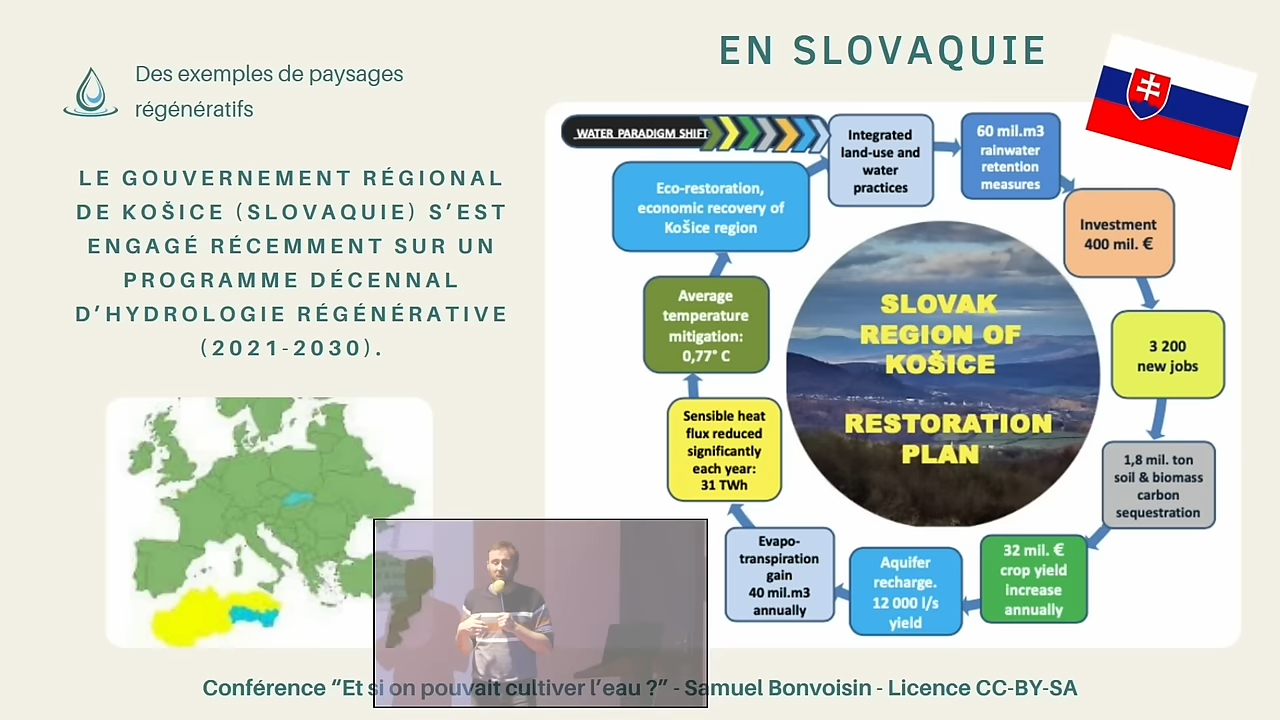 EN SLOVAQUIE
Des exemples de paysages
régénératifs
LE GOUVERNEMENT RÉGIONAL
DE KOŠICE (SLOVAQUIE) S’EST
ENGAGÉ RÉCEMMENT SUR UN
PROGRAMME DÉCENNAL
D’HYDROLOGIE RÉGÉNÉRATIVE
(2021-2030).
WATER PARADIGM SHIFT
Integrated
land-use and
water
practices
60 mil.m3
rainwater
retention
measures
Investment
400 mil. €
3 200
new jobs
1,8 mil. ton
soil & biomass
carbon
sequestration
32 mil. €
crop yield
increase
annually
Aquifer
recharge.
12 000 l/s
yield
Evapo-
transpiration
gain
40 mil.m3
annually
Sensible heat
flux reduced
significantly
each year:
31 TWh
Average
temperature
mitigation:
0,77° C
Eco-restoration,
economic recovery of
Košice region
SLOVAK
REGION OF
KOŠICE
RESTORATION
PLAN
Conférence “Et si on pouvait cultiver l’eau ?” - Samuel Bonvoisin - Licence CC-BY-SA